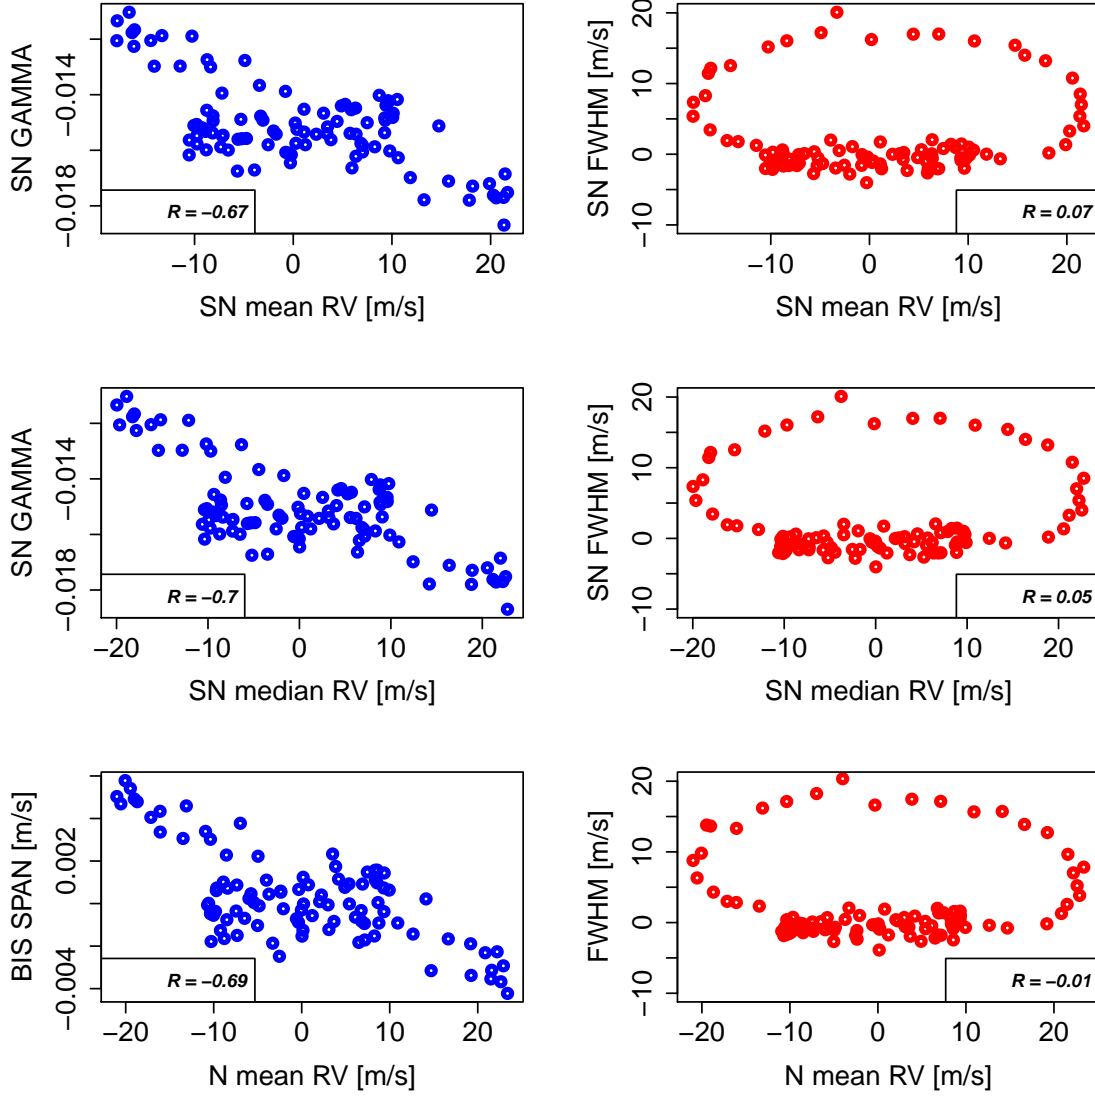 SN GAMMA
−0.018
−0.014
R = −0.67
−10
0
10
20
SN mean RV [m/s]
SN FWHM [m/s]
−10
0
10
20
R = 0.07
−10
0
10
20
SN mean RV [m/s]
SN GAMMA
−0.018
−0.014
R = −0.7
−20
−10
0
10
20
SN median RV [m/s]
SN FWHM [m/s]
−10
0
10
20
R = 0.05
−20
−10
0
10
20
SN median RV [m/s]
BIS SPAN [m/s]
−0.004
0.002
R = −0.69
−20
−10
0
10
20
N mean RV [m/s]
FWHM [m/s]
−10
0
10
20
R = −0.01
−20
−10
0
10
20
N mean RV [m/s]